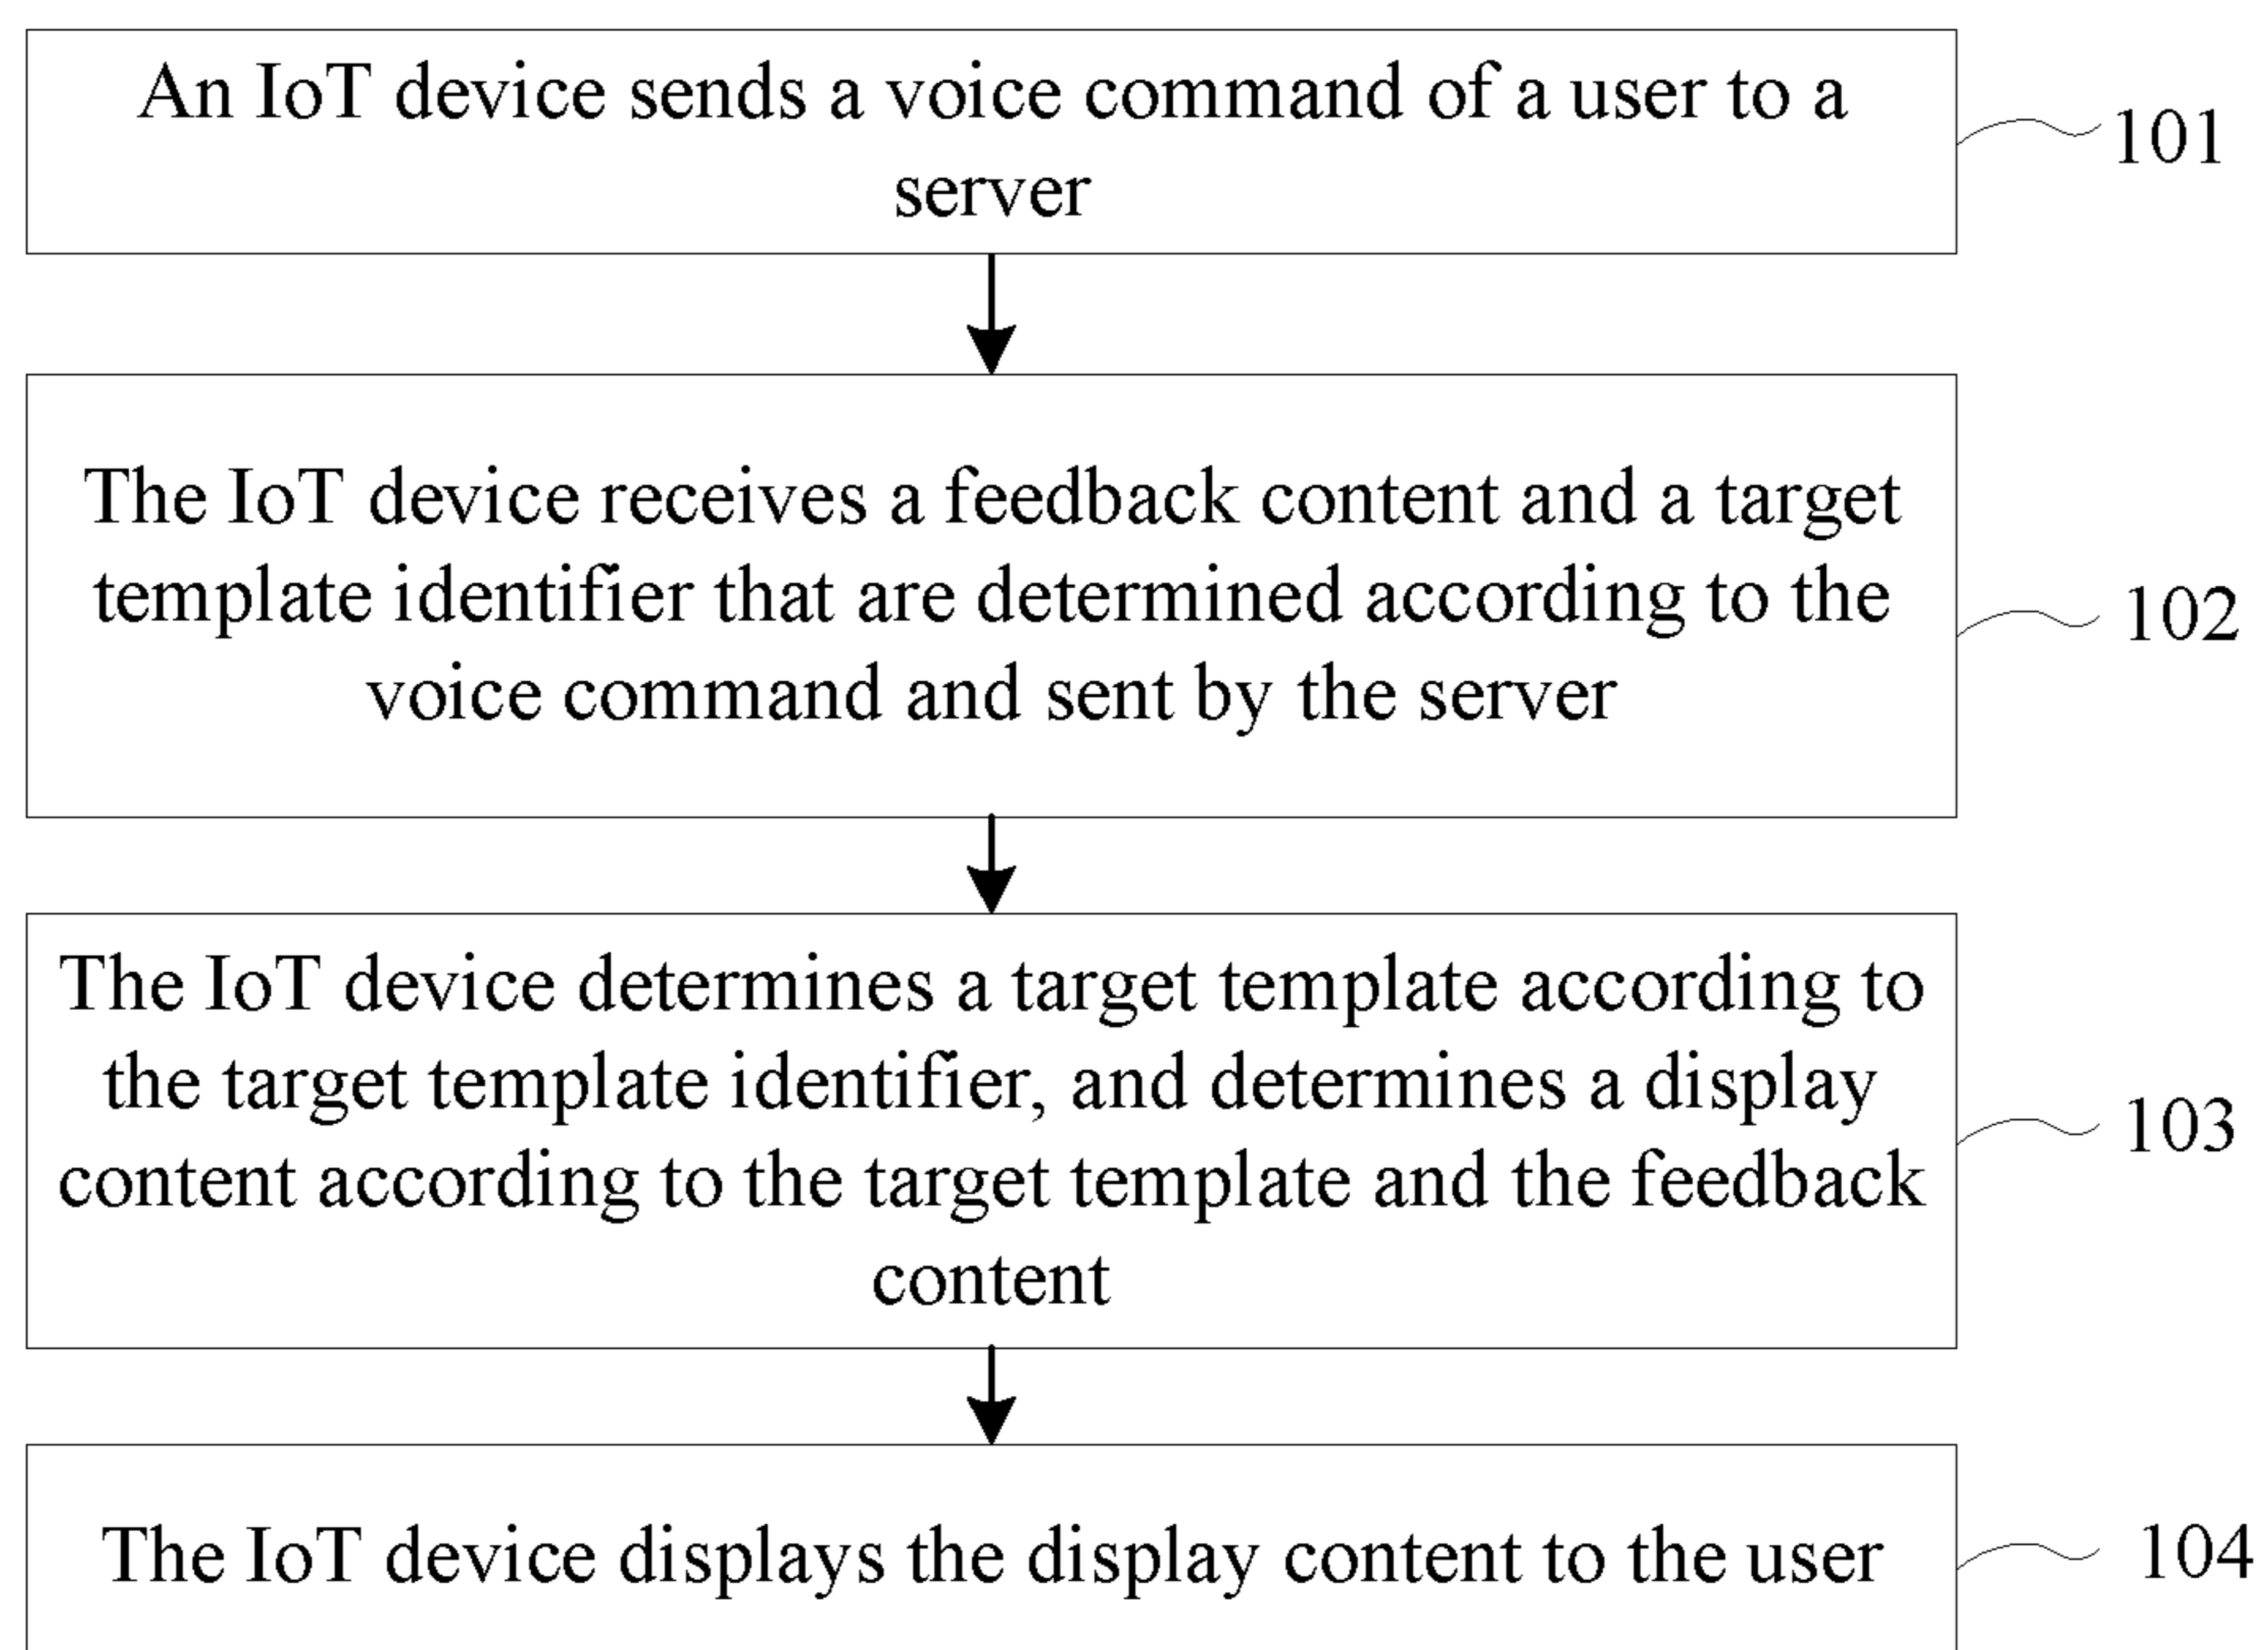 An IoT device sends a voice command of a user to a
server
101
The IoT device receives a feedback content and a target
template identifier that are determined according to the
voice command and sent by the server
102
The IoT device determines a target template according to
the target template identifier, and determines a display
content according to the target template and the feedback
content
103
The IoT device displays the display content to the user
104